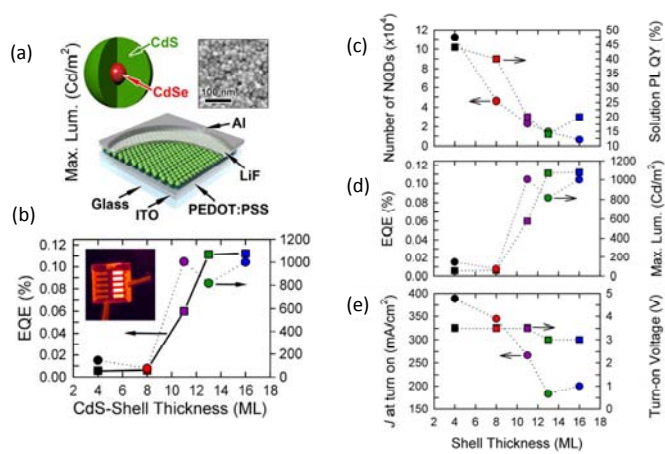 (a)
CdS
CdSe
100 nm
Al
LiF
Glass
ITO
PEDOT:PSS
Max. Lum. (Cc/m²)
(b)
EQE (%)
0.12
0.10
0.08
0.06
0.04
0.02
0.00
1200
1000
800
600
400
200
0
2 4 6 8 10 12 14 16 18
CdS-Shell Thickness (ML)
(c)
Number of NQDs (x10⁴)
12
10
8
6
4
2
0
Solution PL QY (%)
50
45
40
35
30
25
20
15
10
(d)
EQE (%)
0.12
0.10
0.08
0.06
0.04
0.02
0.00
Max. Lum. (Cd/m²)
1200
1000
800
600
400
200
0
(e)
J at turn on (mA/cm²)
400
350
300
250
200
150
Turn-on Voltage (V)
5
4
3
2
1
0
2 4 6 8 10 12 14 16 18
Shell Thickness (ML)